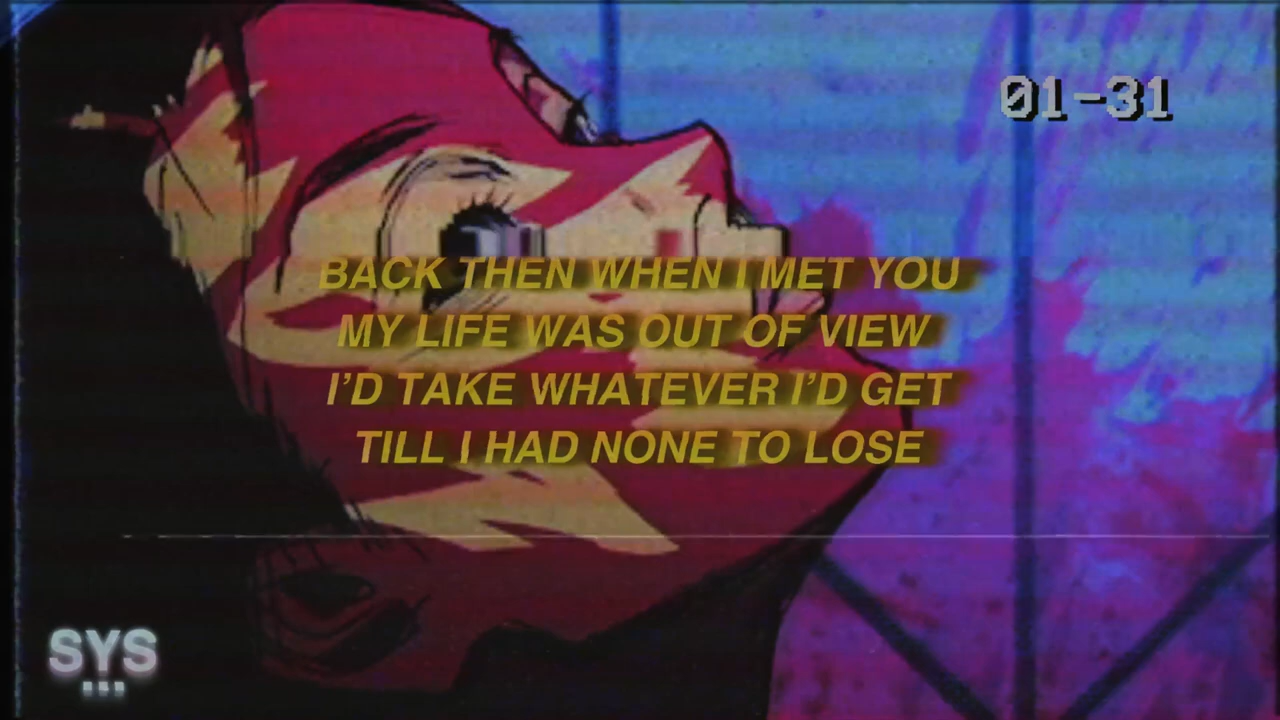 01-31
BACK THEN WHEN I MET YOU
MY LIFE WAS OUT OF VIEW
I'D TAKE WHATEVER I'D GET
TILL I HAD NONE TO LOSE
SYS
...